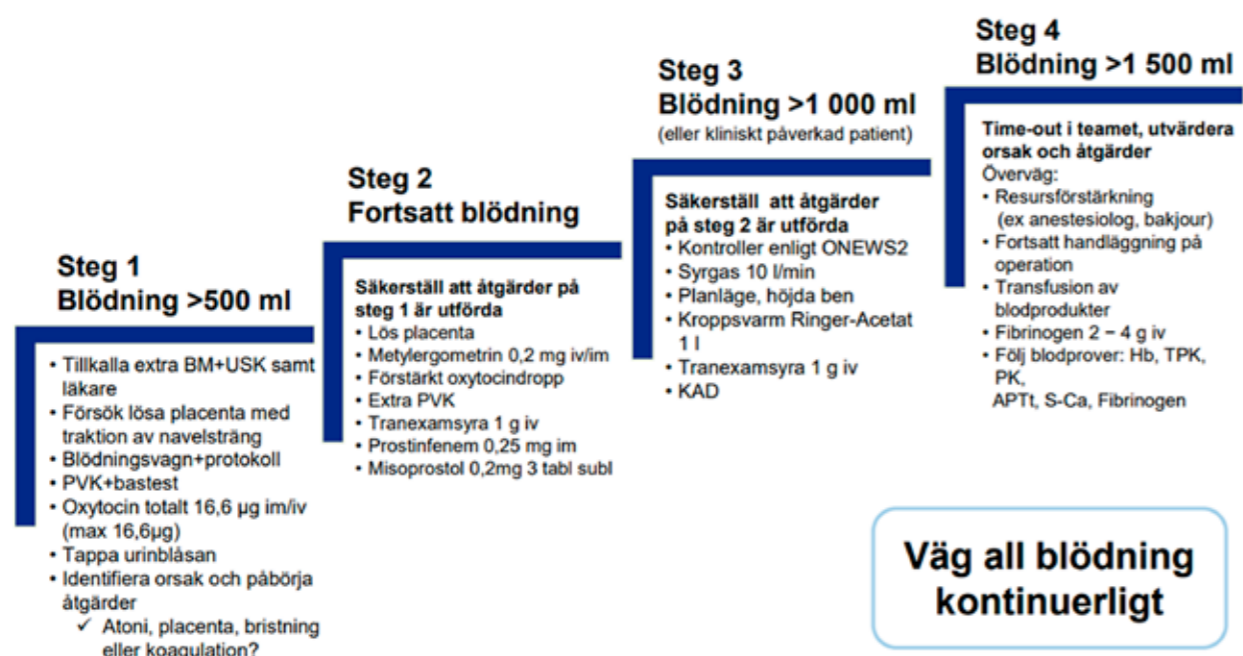 Steg 1
Blödning >500 ml
• Tillkalla extra BM+USK samt
läkare
• Försök lösa placenta med
traktion av navelsträng
• Blödningsvagn+protokoll
• PVK+bastest
• Oxytocin totalt 16,6 µg im/iv
(max 16,6µg)
• Tappa urinblåsan
• Identifiera orsak och påbörja
åtgärder
✓ Atoni, placenta, bristning
eller koagulation?
Steg 2
Fortsatt blödning
Säkerställ att åtgärder på
steg 1 är utförda
• Lös placenta
• Metylergometrin 0,2 mg iv/im
• Förstärkt oxytocindropp
• Extra PVK
• Tranexamsyra 1 g iv
• Prostinfenem 0,25 mg im
• Misoprostol 0,2mg 3 tabl subl
Steg 3
Blödning >1 000 ml
(eller kliniskt påverkad patient)
Säkerställ att åtgärder
på steg 2 är utförda
• Kontroller enligt ONEWS2
• Syrgas 10 l/min
• Planläge, höjda ben
• Kroppsvarm Ringer-Acetat
1 l
• Tranexamsyra 1 g iv
• KAD
Steg 4
Blödning >1 500 ml
Time-out i teamet, utvärdera
orsak och åtgärder
Överväg:
• Resursförstärkning
(ex anestesiolog, bakjour)
• Fortsatt handläggning på
operation
• Transfusion av
blodprodukter
• Fibrinogen 2 – 4 g iv
• Följ blodprover: Hb, TPK,
PK,
APTt, S-Ca, Fibrinogen
Väg all blödning
kontinuerligt